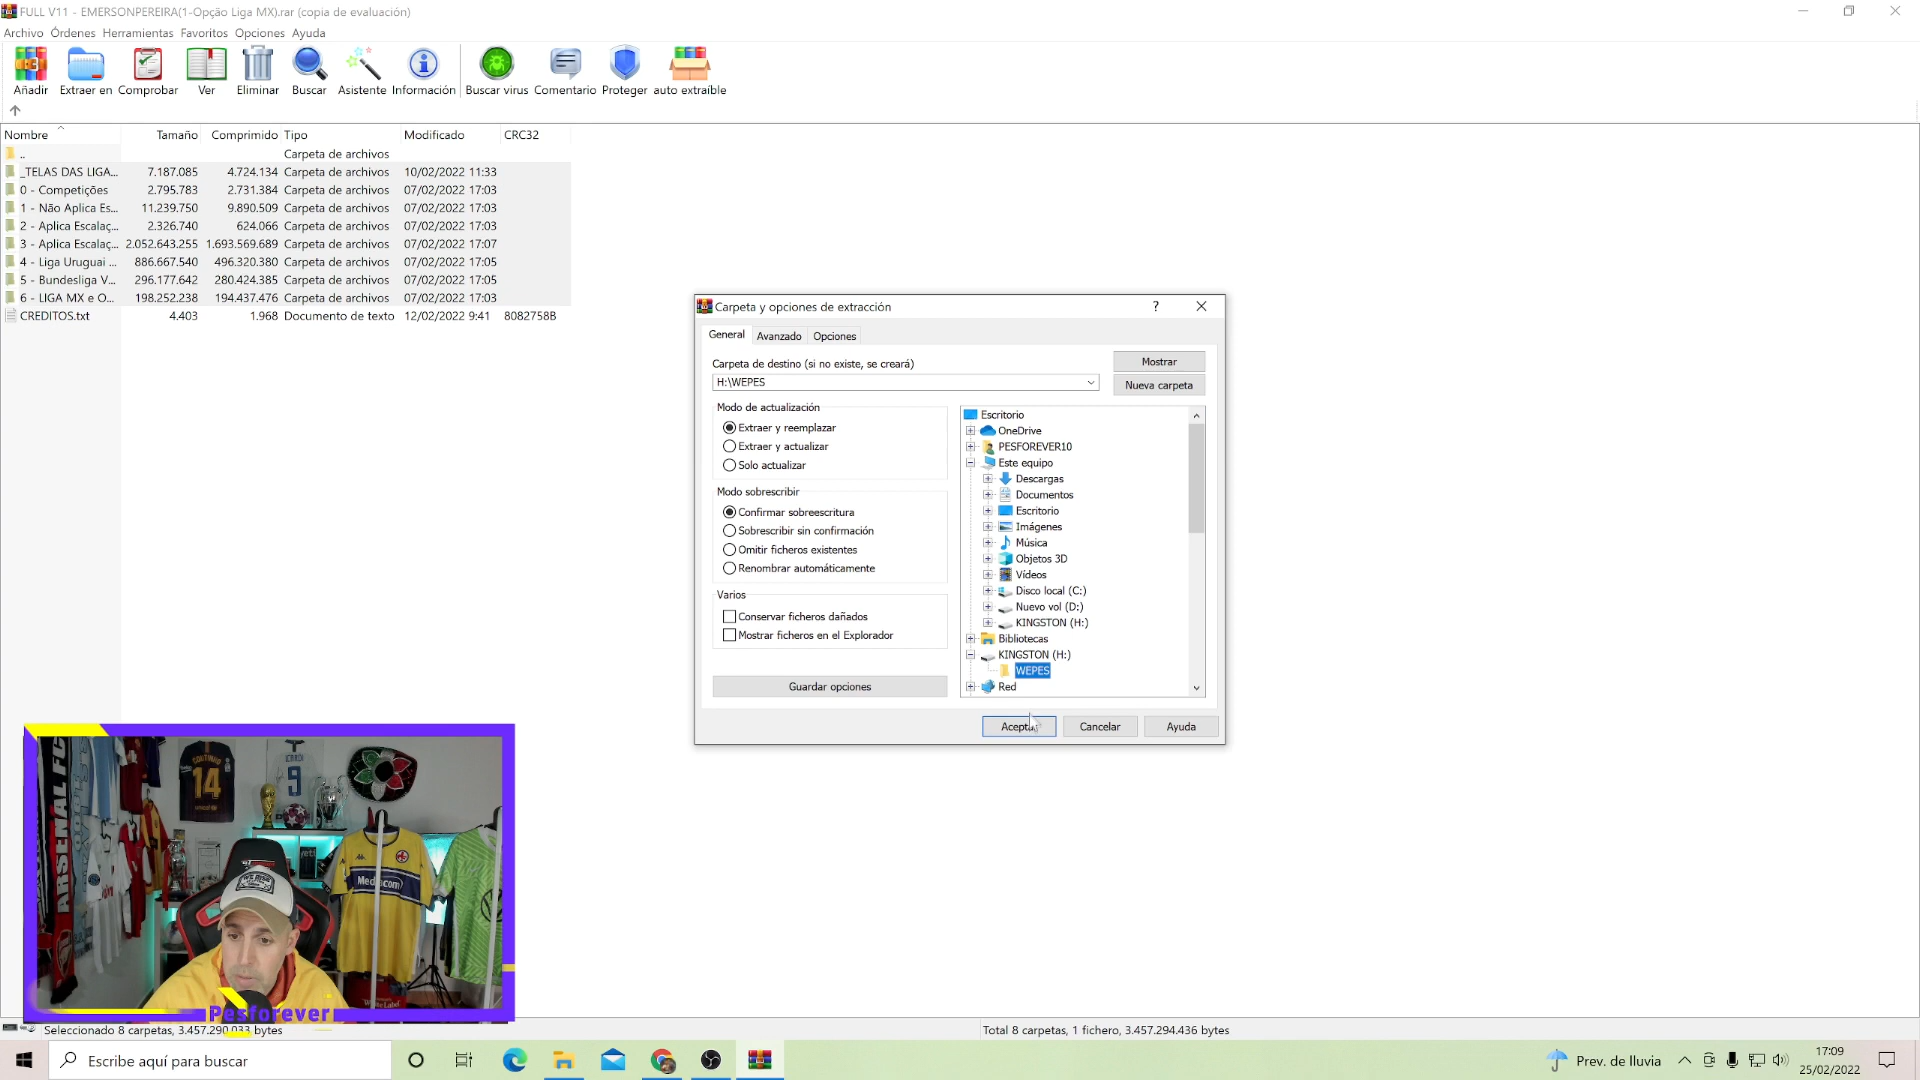 FULL V11 - EMERSONPEREIRA(1-Opção Liga MX).rar (copia de evaluación)
Archivo Órdenes Herramientas Favoritos Opciones Ayuda
Añadir Extraer en Comprobar Ver Eliminar Buscar Asistente Información Buscar virus Comentario Proteger auto extraíble
Nombre Tamaño Comprimido Tipo Modificado CRC32
.. Carpeta de archivos
_TELAS DAS LIGA... 7.187.085 4.724.134 Carpeta de archivos 10/02/2022 11:33
0 - Competições 2.795.783 2.731.384 Carpeta de archivos 07/02/2022 17:03
1 - Não Aplica Es... 11.239.750 9.890.509 Carpeta de archivos 07/02/2022 17:03
2 - Aplica Escalaç... 2.326.740 624.066 Carpeta de archivos 07/02/2022 17:03
3 - Aplica Escalaç... 2.052.643.255 1.693.569.689 Carpeta de archivos 07/02/2022 17:07
4 - Liga Uruguai ... 886.667.540 496.320.380 Carpeta de archivos 07/02/2022 17:05
5 - Bundesliga V... 296.177.642 280.424.385 Carpeta de archivos 07/02/2022 17:05
6 - LIGA MX e O... 198.252.238 194.437.476 Carpeta de archivos 07/02/2022 17:03
CREDITOS.txt 4.403 1.968 Documento de texto 12/02/2022 9:41 8082758B
Carpeta y opciones de extracción ?
General Avanzado Opciones
Carpeta de destino (si no existe, se creará)
H:\WEPES
Mostrar
Nueva carpeta
Modo de actualización
Extraer y reemplazar
Extraer y actualizar
Solo actualizar
Modo sobrescribir
Confirmar sobreescritura
Sobrescribir sin confirmación
Omitir ficheros existentes
Renombrar automáticamente
Varios
Conservar ficheros dañados
Mostrar ficheros en el Explorador
Guardar opciones
Escritorio
OneDrive
PESFOREVER10
Este equipo
Descargas
Documentos
Escritorio
Imágenes
Música
Objetos 3D
Vídeos
Disco local (C:)
Nuevo vol (D:)
KINGSTON (H:)
Bibliotecas
KINGSTON (H:)
WEPES
Red
Aceptar Cancelar Ayuda
ARSENAL FC
COUTINHO
14
9
Mediacom
Pesforever
Seleccionado 8 carpetas, 3.457.290.033 bytes
Total 8 carpetas, 1 fichero, 3.457.294.436 bytes
Escribe aquí para buscar
Prev. de lluvia
17:09
25/02/2022